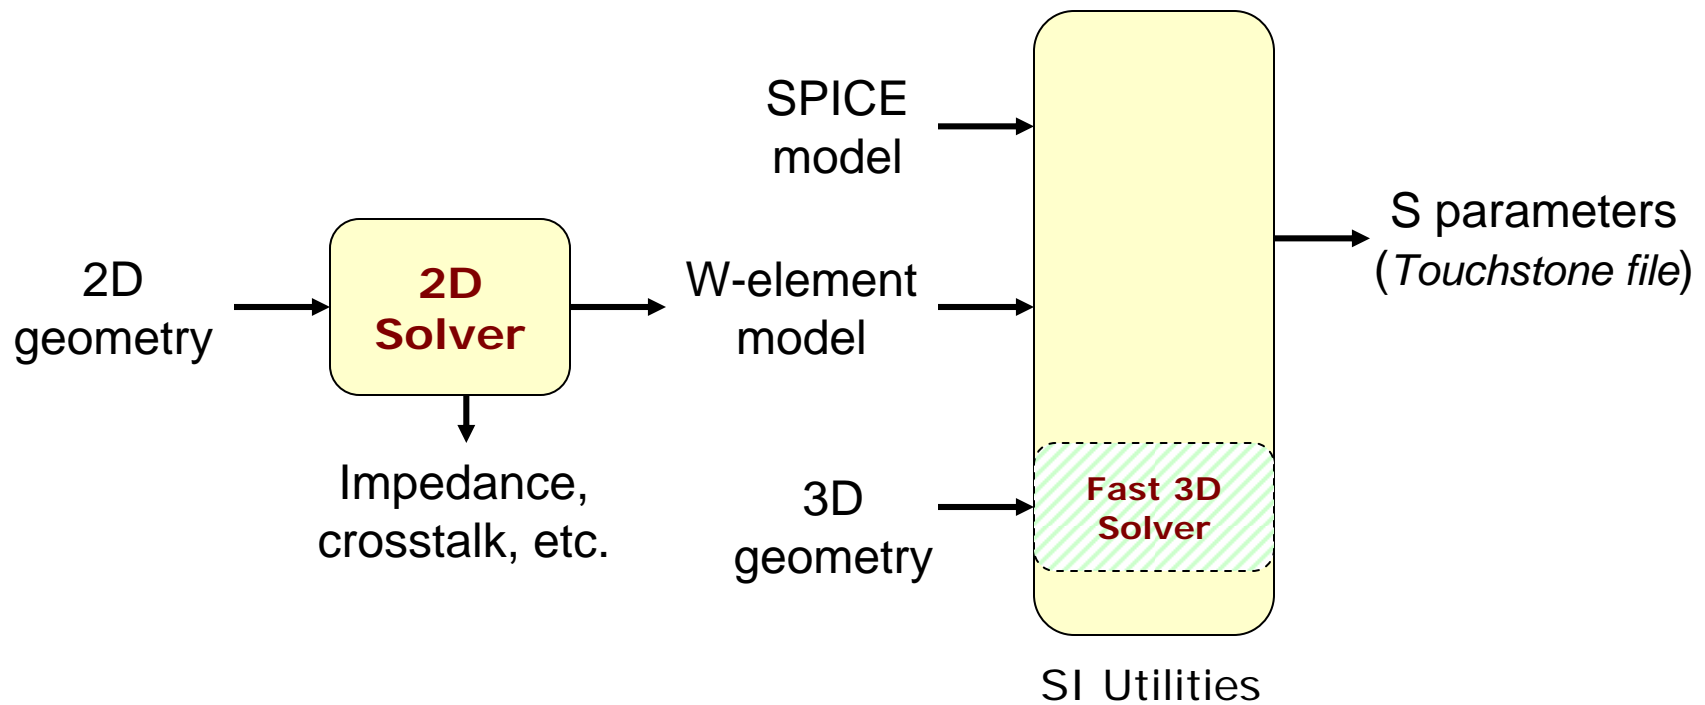 SPICE
model
S parameters
(Touchstone file)
2D
geometry
2D
Solver
W-element
model
Impedance,
crosstalk, etc.
3D
geometry
Fast 3D
Solver
SI Utilities